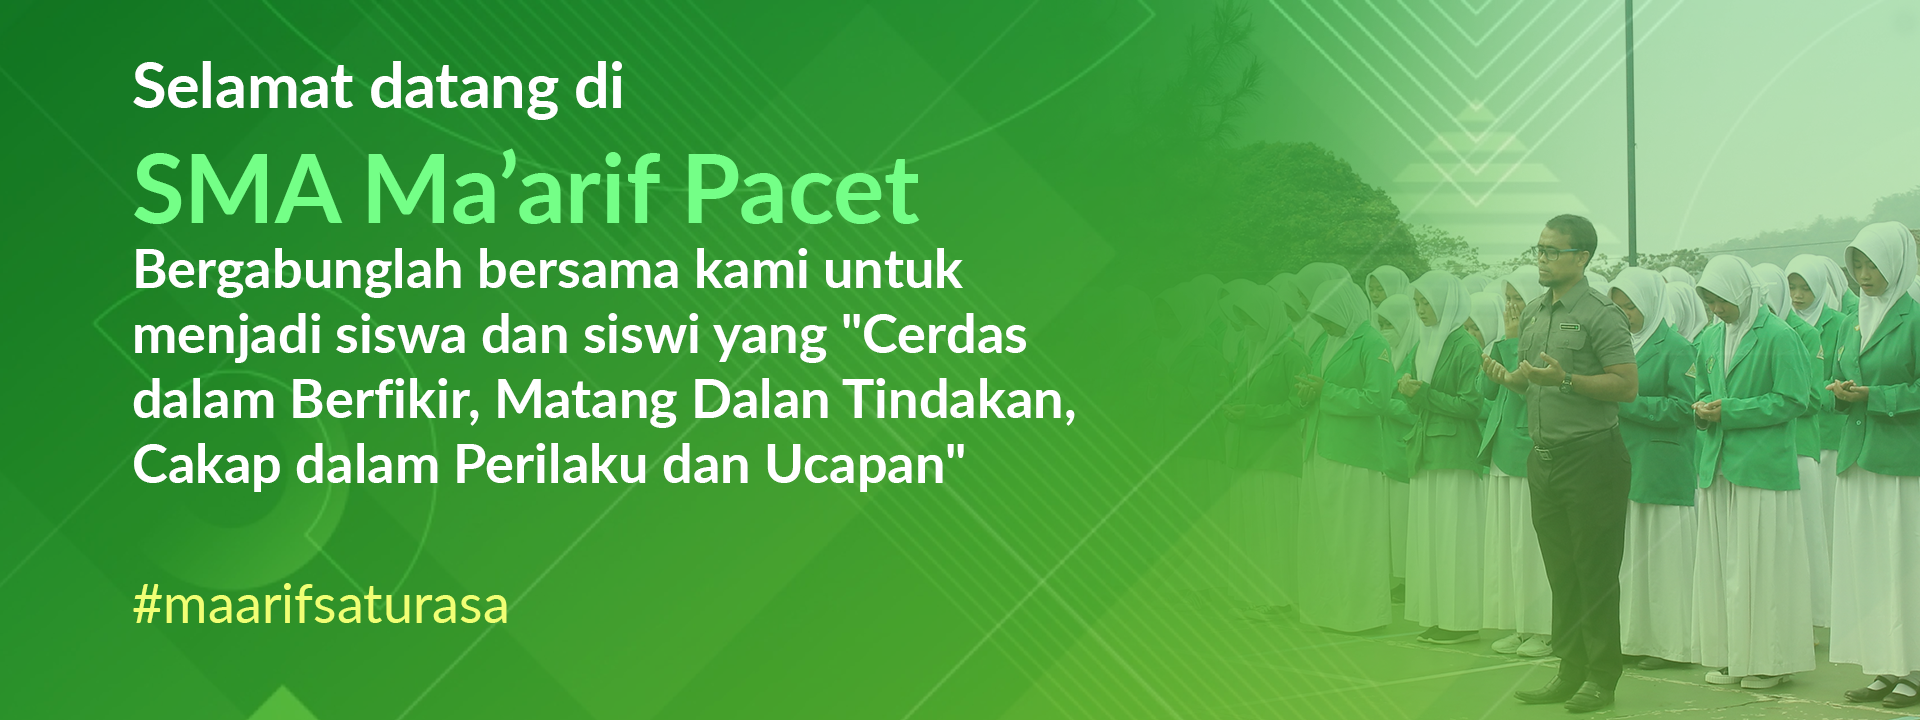 Selamat datang di
SMA Ma’arif Pacet
Bergabunglah bersama kami untuk
menjadi siswa dan siswi yang "Cerdas
dalam Berfikir, Matang Dalan Tindakan,
Cakap dalam Perilaku dan Ucapan"
#maarifsaturasa